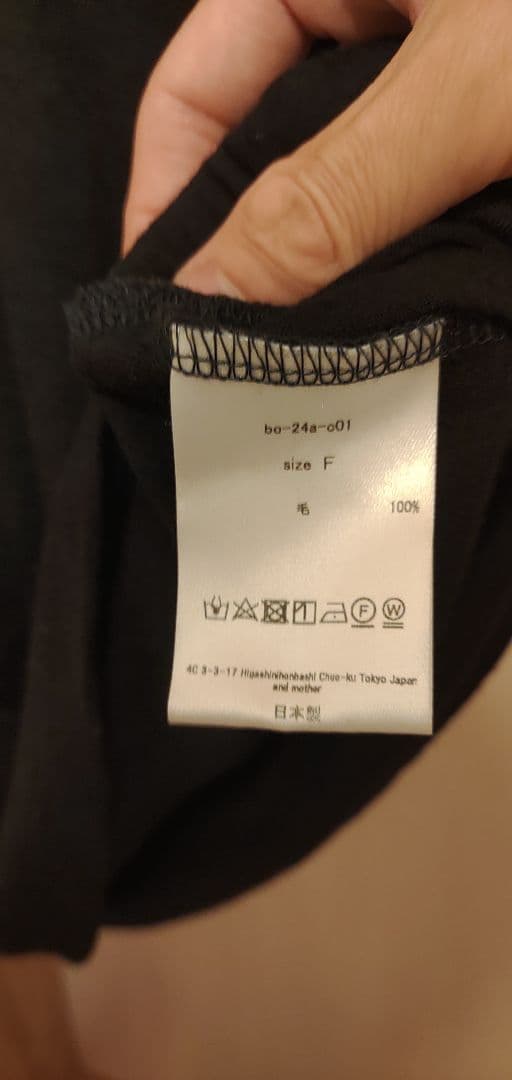 bo-24a-c01
size F
毛 100%
F W
4C 3-3-17 Higashinihonbashi Chuo-ku Tokyo Japan
and mother
日本製